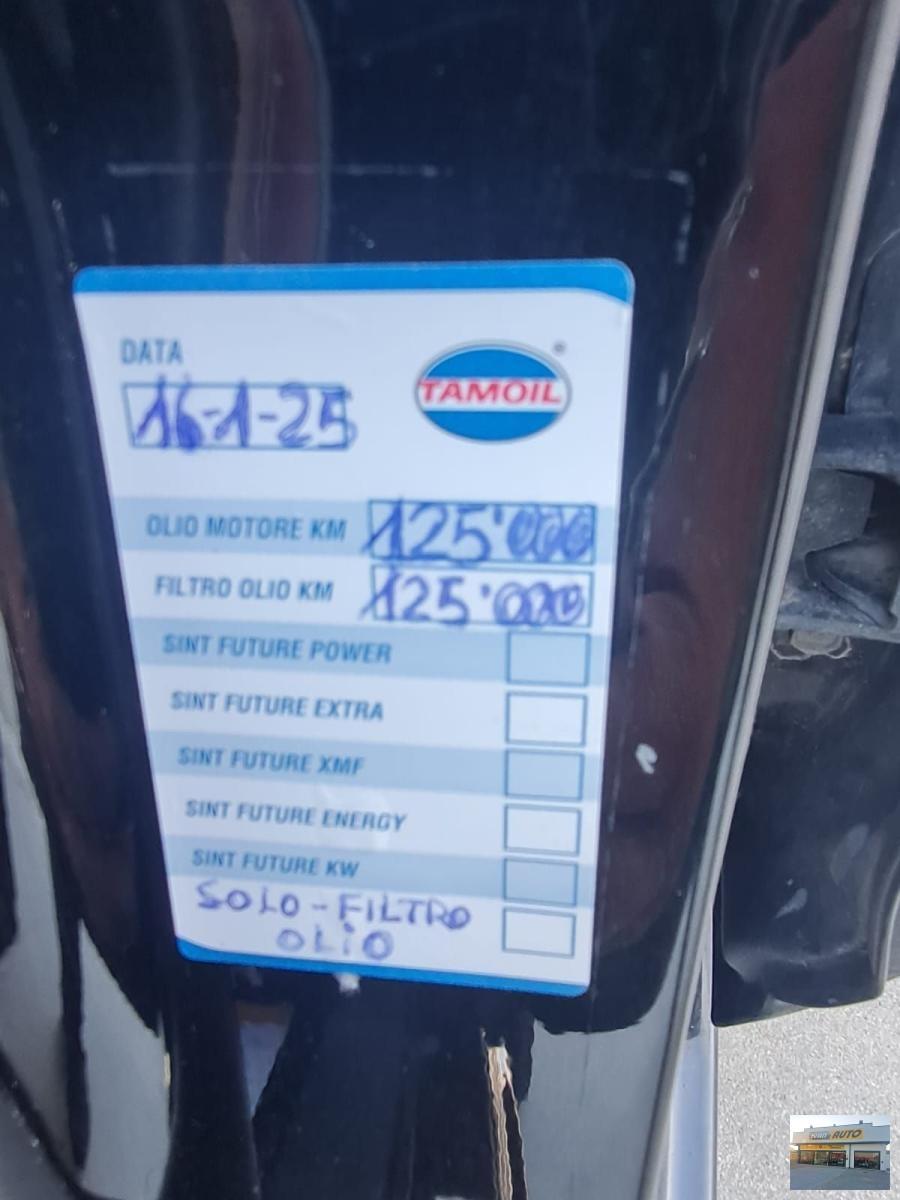 DATA
TAMOIL
16-1-25
OLIO MOTORE KM 125'000
FILTRO OLIO KM 125'000
SINT FUTURE POWER
SINT FUTURE EXTRA
SINT FUTURE XMF
SINT FUTURE ENERGY
SINT FUTURE KW
SOLO-FILTRO
OLiO
AUTO